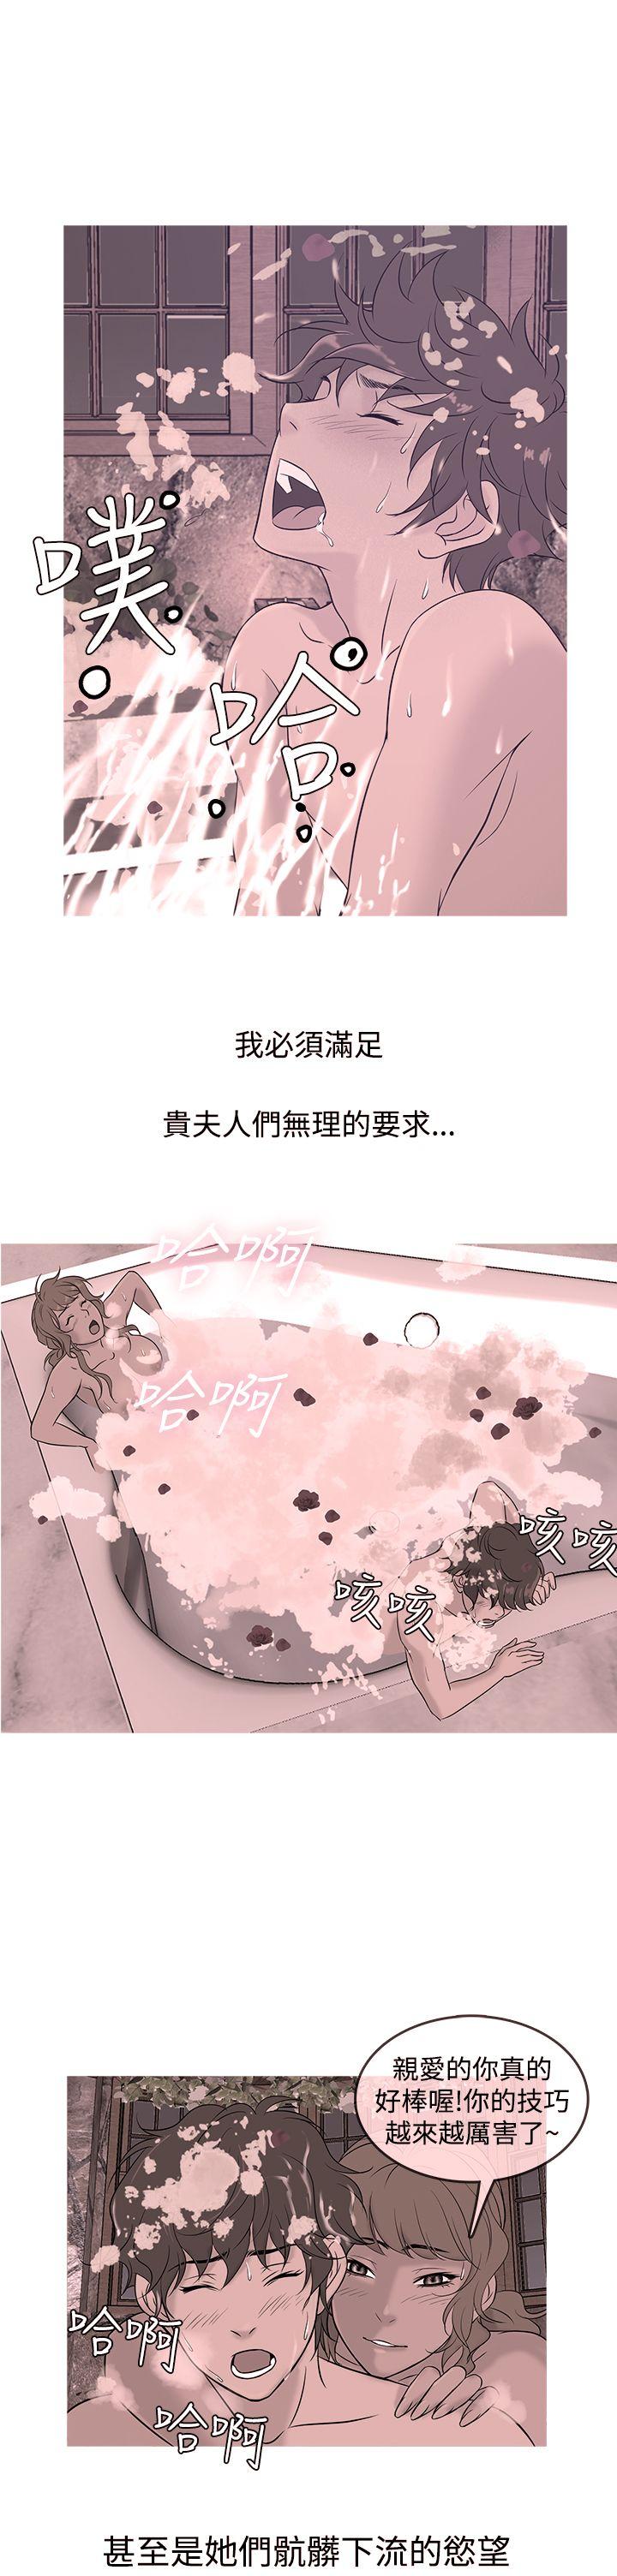 噗
哈
我必須滿足
貴夫人們無理的要求...
哈啊
哈啊
咳咳
咳咳
親愛的你真的
好棒喔!你的技巧
越來越厲害了~
哈啊
哈啊
甚至是她們骯髒下流的慾望